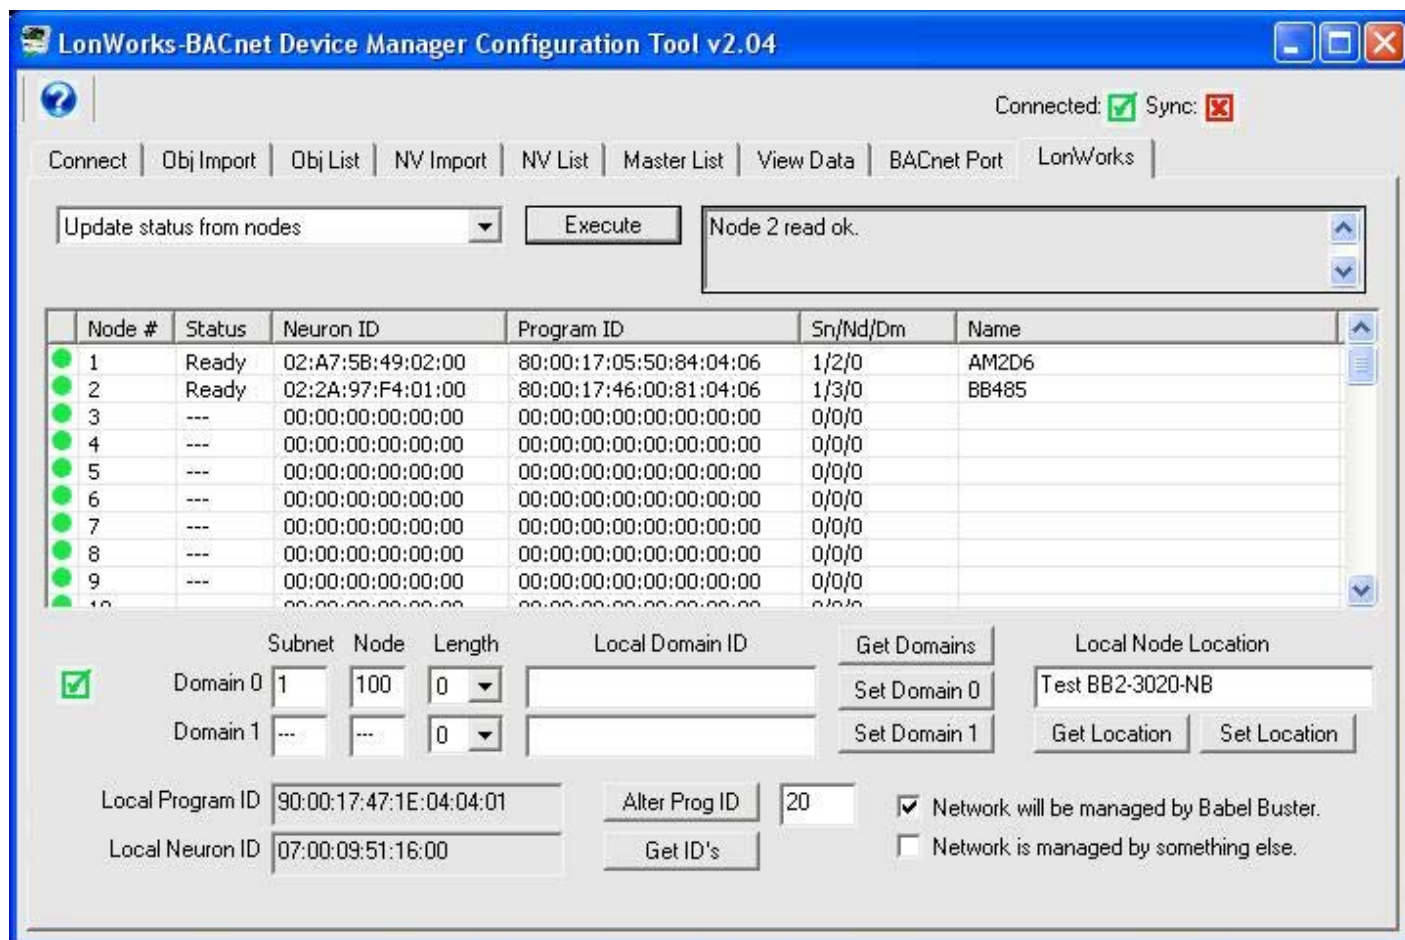 LonWorks-BACnet Device Manager Configuration Tool v2.04
Connected: Sync:
Connect Obj Import Obj List NV Import NV List Master List View Data BACnet Port LonWorks
Update status from nodes Execute Node 2 read ok.
Node # Status Neuron ID Program ID Sn/Nd/Dm Name
1 Ready 02:A7:5B:49:02:00 80:00:17:05:50:84:04:06 1/2/0 AM2D6
2 Ready 02:2A:97:F4:01:00 80:00:17:46:00:81:04:06 1/3/0 BB485
3 --- 00:00:00:00:00:00 00:00:00:00:00:00:00:00 0/0/0
4 --- 00:00:00:00:00:00 00:00:00:00:00:00:00:00 0/0/0
5 --- 00:00:00:00:00:00 00:00:00:00:00:00:00:00 0/0/0
6 --- 00:00:00:00:00:00 00:00:00:00:00:00:00:00 0/0/0
7 --- 00:00:00:00:00:00 00:00:00:00:00:00:00:00 0/0/0
8 --- 00:00:00:00:00:00 00:00:00:00:00:00:00:00 0/0/0
9 --- 00:00:00:00:00:00 00:00:00:00:00:00:00:00 0/0/0
Subnet Node Length Local Domain ID Get Domains Local Node Location
Domain 0 1 100 0 Set Domain 0 Test BB2-3020-NB
Domain 1 --- --- 0 Set Domain 1 Get Location Set Location
Local Program ID 90:00:17:47:1E:04:04:01 Alter Prog ID 20 Network will be managed by Babel Buster.
Local Neuron ID 07:00:09:51:16:00 Get ID's Network is managed by something else.